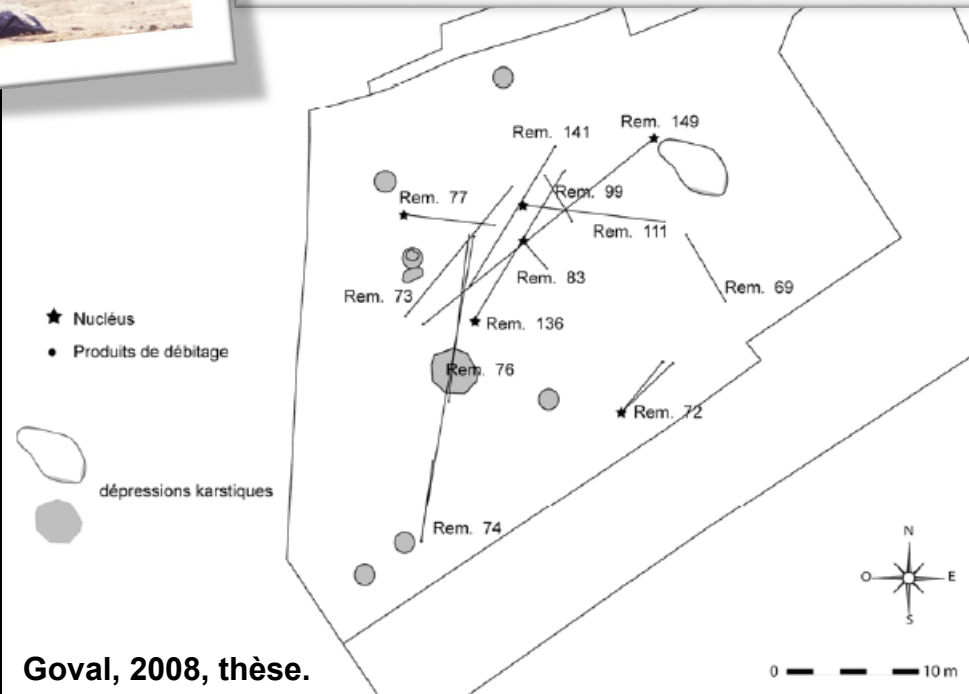 Rem. 141
Rem. 149
Rem. 77
Rem. 99
Rem. 111
Rem. 83
Rem. 69
Rem. 73
Rem. 136
Nucléus
Produits de débitage
Rem. 76
Rem. 72
dépressions karstiques
Rem. 74
N
O
E
S
Goval, 2008, thèse.
0
10 m